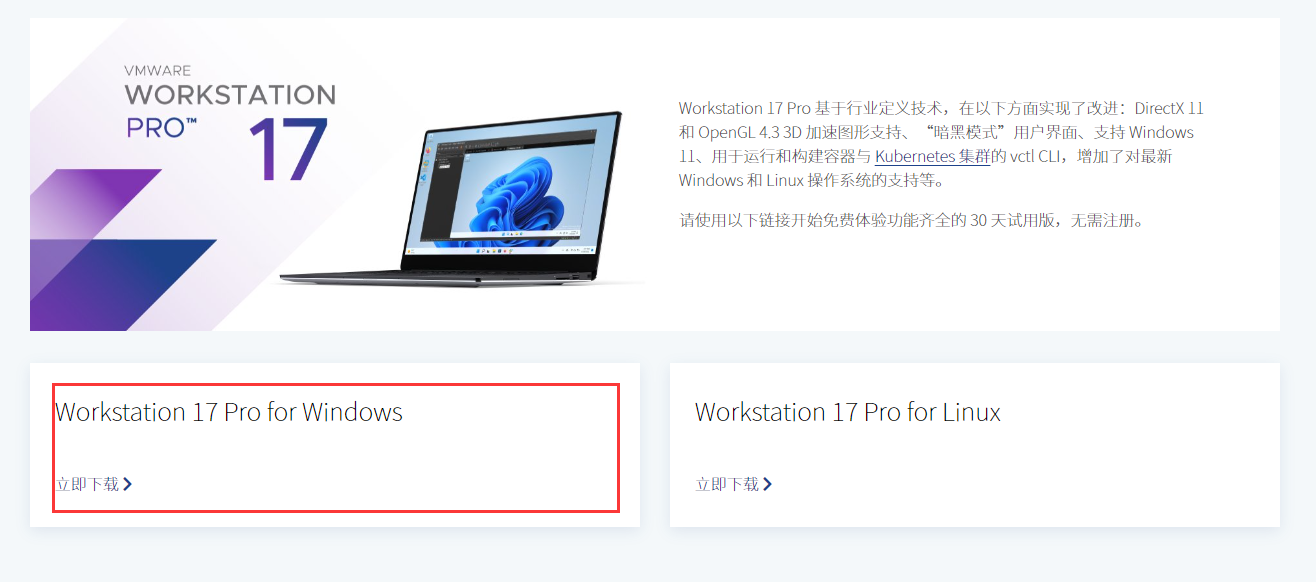 VMWARE
WORKSTATION
PRO™ 17
Workstation 17 Pro 基于行业定义技术，在以下方面实现了改进：DirectX 11
和 OpenGL 4.3 3D 加速图形支持、“暗黑模式”用户界面、支持 Windows
11、用于运行和构建容器与 Kubernetes 集群的 vctl CLI，增加了对最新
Windows 和 Linux 操作系统的支持等。
请使用以下链接开始免费体验功能齐全的 30 天试用版，无需注册。
Workstation 17 Pro for Windows
立即下载
Workstation 17 Pro for Linux
立即下载